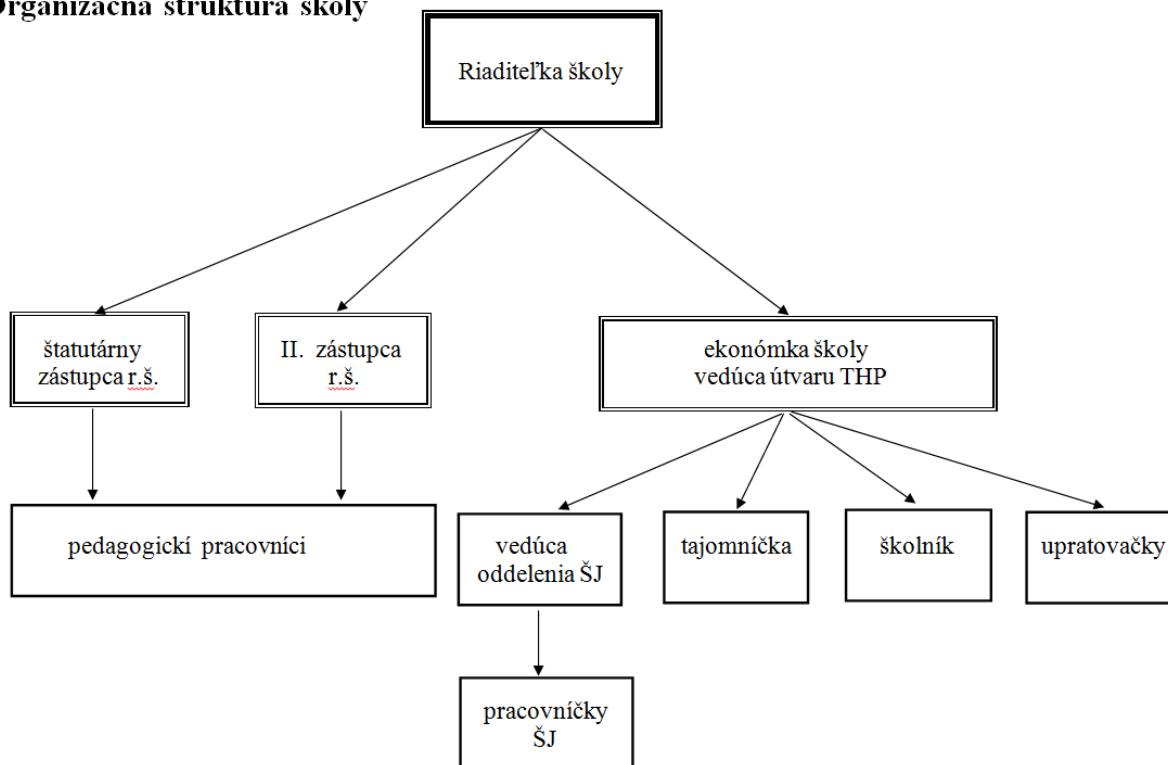 Organizačná štruktúra školy
Riaditeľka školy
štatutárny
zástupca r.š.
II. zástupca
r.š.
ekonómka školy
vedúca útvaru THP
pedagogickí pracovníci
vedúca
oddelenia ŠJ
tajomníčka
školník
upratovačky
pracovníčky
ŠJ